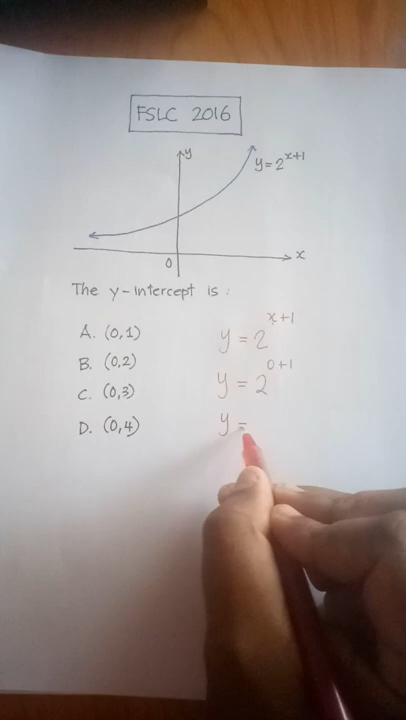 FSLC 2016
y
y=2^x+1
x
0
The y-intercept is :
A. (0,1)
B. (0,2)
C. (0,3)
D. (0,4)
y = 2^x+1
y = 2^0+1
y =